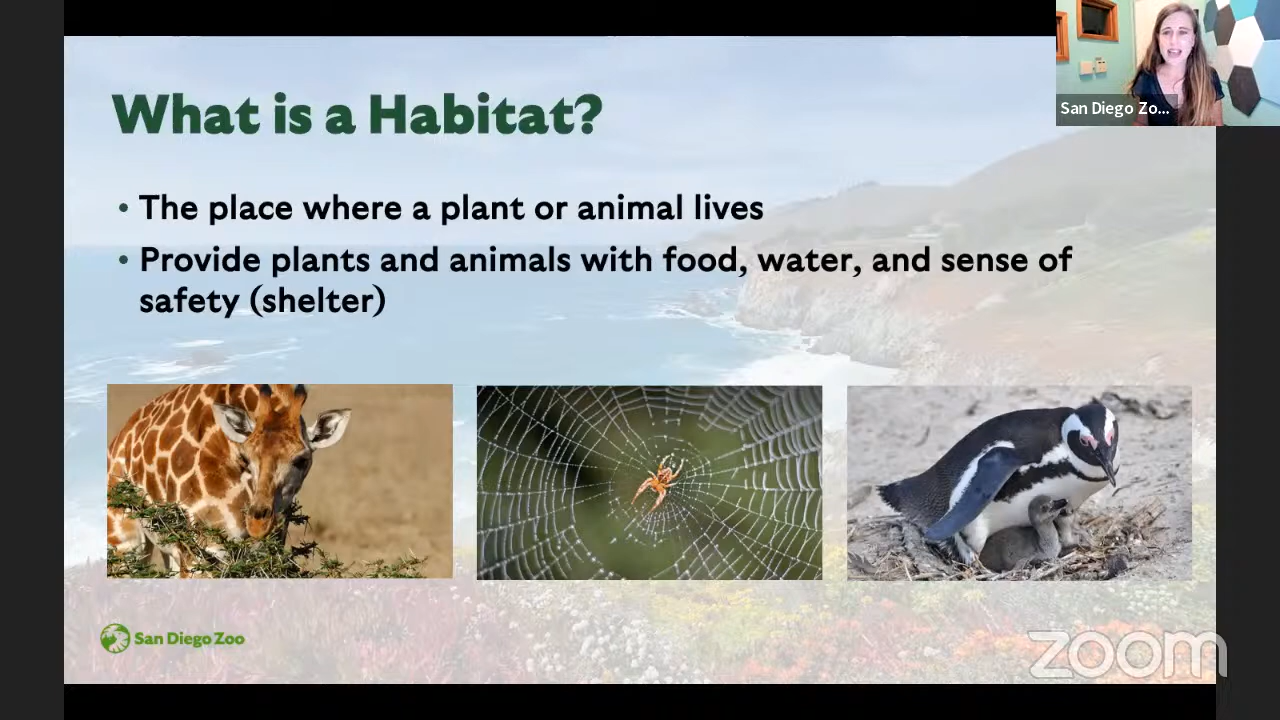 San Diego Zo...
What is a Habitat?
• The place where a plant or animal lives
• Provide plants and animals with food, water, and sense of
safety (shelter)
San Diego Zoo
zoom